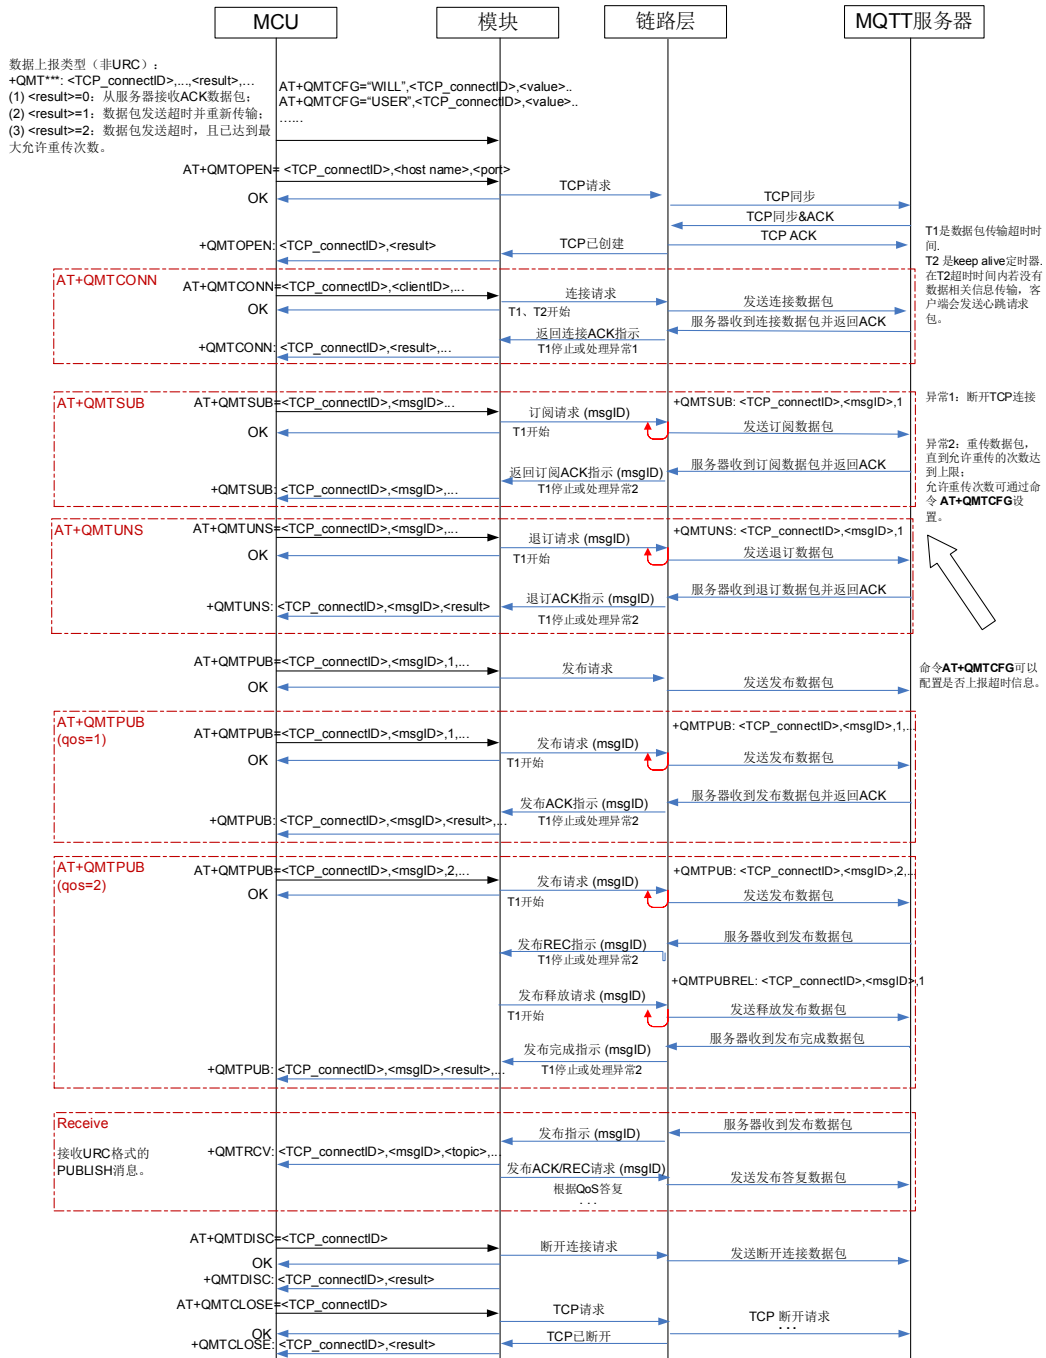 MCU
模块
链路层
MQTT服务器
数据上报类型（非URC）：
+QMT***: <TCP_connectID>,...,<result>,...
(1) <result>=0：从服务器接收ACK数据包；
(2) <result>=1：数据包发送超时并重新传输；
(3) <result>=2：数据包发送超时，且已达到最
大允许重传次数。
AT+QMTCFG=“WILL”,<TCP_connectID>,<value>..
AT+QMTCFG=“USER”,<TCP_connectID>,<value>..
......
AT+QMTOPEN= <TCP_connectID>,<host name>,<port>
OK
TCP请求
TCP同步
TCP同步&ACK
TCP ACK
TCP已创建
+QMTOPEN: <TCP_connectID>,<result>
T1是数据包传输超时时
间.
T2 是keep alive定时器.
在T2超时时间内若没有
数据相关信息传输，客
户端会发送心跳请求
包。
AT+QMTCONN
AT+QMTCONN=<TCP_connectID>,<clientID>,...
OK
连接请求
T1、T2开始
发送连接数据包
服务器收到连接数据包并返回ACK
返回连接ACK指示
T1停止或处理异常1
+QMTCONN: <TCP_connectID>,<result>,...
异常1：断开TCP连接
AT+QMTSUB
AT+QMTSUB=<TCP_connectID>,<msgID>...
OK
订阅请求 (msgID)
T1开始
+QMTSUB: <TCP_connectID>,<msgID>,1
发送订阅数据包
服务器收到订阅数据包并返回ACK
返回订阅ACK指示 (msgID)
T1停止或处理异常2
+QMTSUB: <TCP_connectID>,<msgID>,...
异常2：重传数据包，
直到允许重传的次数达
到上限；
允许重传次数可通过命
令 AT+QMTCFG设
置。
AT+QMTUNS
AT+QMTUNS=<TCP_connectID>,<msgID>,...
OK
退订请求 (msgID)
T1开始
+QMTUNS: <TCP_connectID>,<msgID>,1
发送退订数据包
服务器收到退订数据包并返回ACK
退订ACK指示 (msgID)
T1停止或处理异常2
+QMTUNS: <TCP_connectID>,<msgID>,<result>
AT+QMTPUB=<TCP_connectID>,<msgID>,1,...
OK
发布请求
发送发布数据包
命令AT+QMTCFG可以
配置是否上报超时信息。
AT+QMTPUB
(qos=1)
AT+QMTPUB=<TCP_connectID>,<msgID>,1,...
OK
发布请求 (msgID)
T1开始
+QMTPUB: <TCP_connectID>,<msgID>,1,...
发送发布数据包
服务器收到发布数据包并返回ACK
发布ACK指示 (msgID)
T1停止或处理异常2
+QMTPUB: <TCP_connectID>,<msgID>,<result>,...
AT+QMTPUB
(qos=2)
AT+QMTPUB=<TCP_connectID>,<msgID>,2,...
OK
发布请求 (msgID)
T1开始
+QMTPUB: <TCP_connectID>,<msgID>,2,...
发送发布数据包
服务器收到发布数据包
发布REC指示 (msgID)
T1停止或处理异常2
+QMTPUBREL: <TCP_connectID>,<msgID>,1
发布释放请求 (msgID)
T1开始
发送释放发布数据包
服务器收到发布完成数据包
发布完成指示 (msgID)
T1停止或处理异常2
+QMTPUB: <TCP_connectID>,<msgID>,<result>,...
Receive
接收URC格式的
PUBLISH消息。
服务器收到发布数据包
发布指示 (msgID)
+QMTRCV: <TCP_connectID>,<msgID>,<topic>,...
发布ACK/REC请求 (msgID)
根据QoS答复
...
发送发布答复数据包
AT+QMTDISC=<TCP_connectID>
OK
断开连接请求
发送断开连接数据包
+QMTDISC: <TCP_connectID>,<result>
AT+QMTCLOSE=<TCP_connectID>
TCP请求
TCP 断开请求
...
OK
TCP已断开
+QMTCLOSE: <TCP_connectID>,<result>